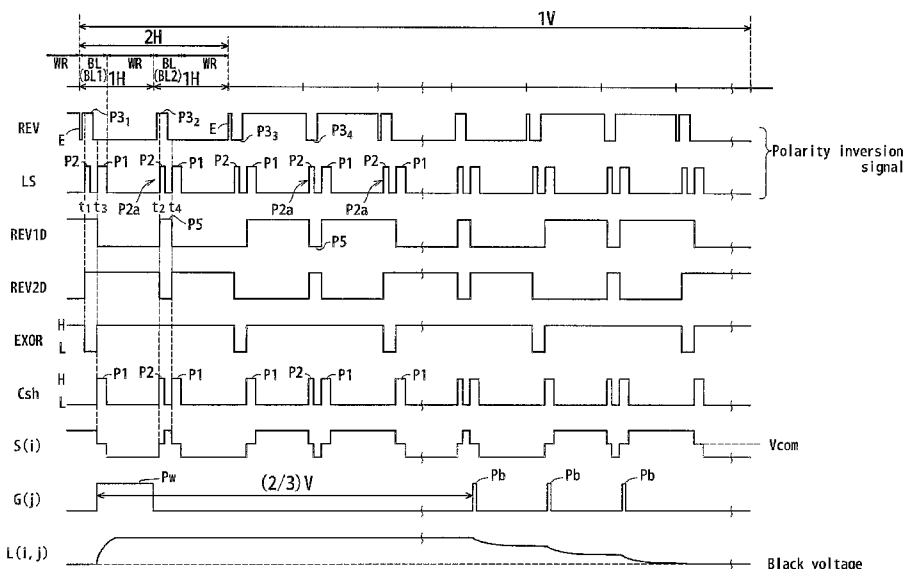 1V
2H
WR BL WR BL WR
(BL1) 1H (BL2) 1H
REV E P3₁ P3₂ E P3₃ P3₄
Polarity inversion signal
LS P2 P1 P2 P1 P2 P1 P2 P1 P2 P1
t₁ t₃ P2a t₂ t₄ P2a P2a
REV1D P5 P5
REV2D
EXOR H L
Csh H L P1 P2 P1 P1 P2 P1 P1
S(i) Vcom
G(j) Pw (2/3)V Pb Pb Pb
L(i,j) Black voltage